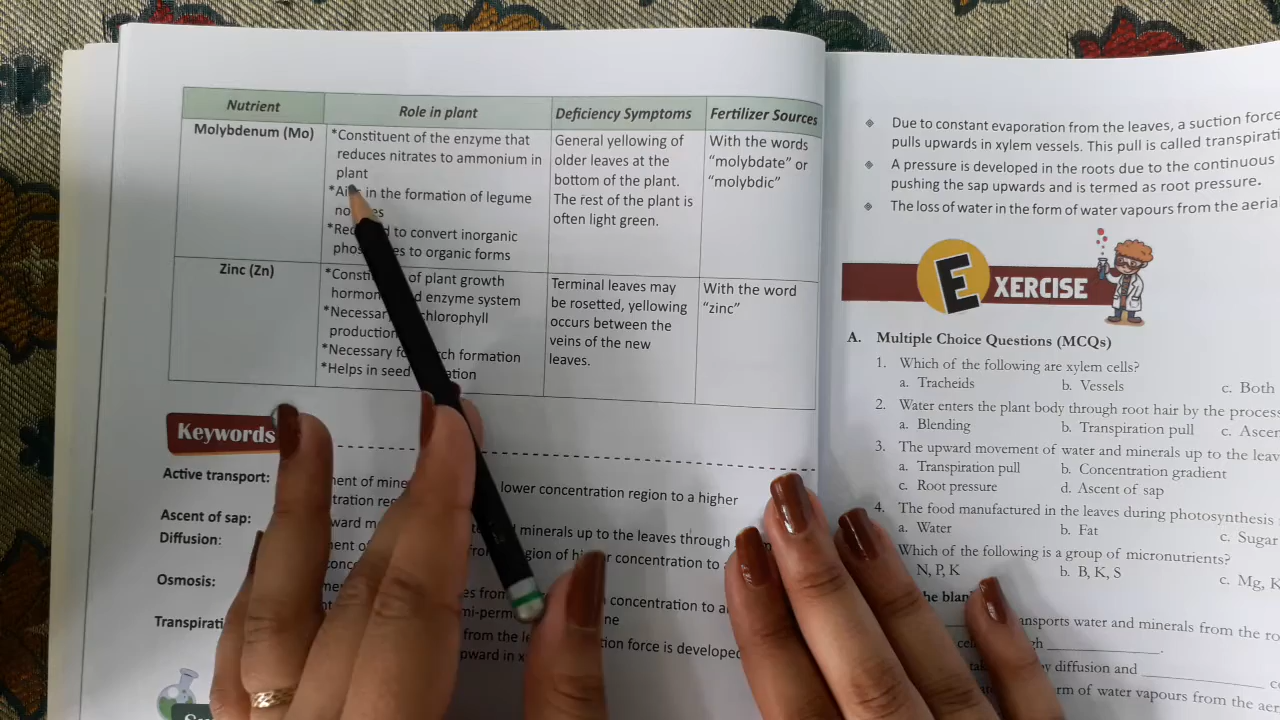 Nutrient
Role in plant
Deficiency Symptoms
Fertilizer Sources
Molybdenum (Mo)
*Constituent of the enzyme that
reduces nitrates to ammonium in
plant
in the formation of legume
*Req to convert inorganic
to organic forms
General yellowing of
older leaves at the
bottom of the plant.
The rest of the plant is
often light green.
With the words
"molybdate" or
"molybdic"
Zinc (Zn)
of plant growth
enzyme system
chlorophyll
production
*Necessary formation
*Helps in seed
Terminal leaves may
be rosetted, yellowing
occurs between the
veins of the new
leaves.
With the word
"zinc"
Keywords
Active transport:
lower concentration region to a higher
Ascent of sap:
minerals up to the leaves through
Diffusion:
concentration to
Osmosis:
concentration to
from the force is developed
Due to constant evaporation from the leaves, a suction force
pulls upwards in xylem vessels. This pull is called
A pressure is developed in the roots due to the continuous
pushing the sap upwards and is termed as root pressure.
The loss of water in the form of water vapours from the
EXERCISE
A. Multiple Choice Questions (MCQs)
1. Which of the following are xylem cells?
a. Tracheids b. Vessels c. Both
2. Water enters the plant body through root hair by the
a. Blending b. Transpiration pull c.
3. The upward movement of water and minerals up to the
a. Transpiration pull b. Concentration gradient
c. Root pressure d. Ascent of sap
4. The food manufactured in the leaves during photosynthesis
a. Water b. Fat c. Sugar
Which of the following is a group of micronutrients?
N, P, K b. B, K, S c. Mg,
water and minerals from the
by diffusion and
of water vapours from the